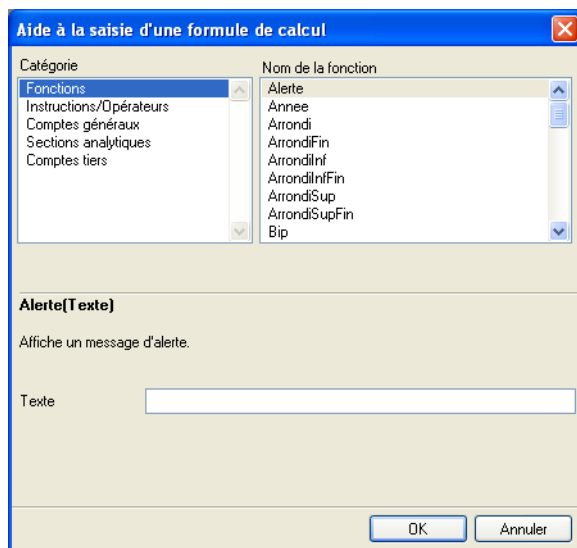 Aide à la saisie d'une formule de calcul
Catégorie
Fonctions
Instructions/Opérateurs
Comptes généraux
Sections analytiques
Comptes tiers
Nom de la fonction
Alerte
Annee
Arrondi
ArrondiFin
ArrondiInf
ArrondiInfFin
ArrondiSup
ArrondiSupFin
Bip
Alerte(Texte)
Affiche un message d'alerte.
Texte
OK
Annuler